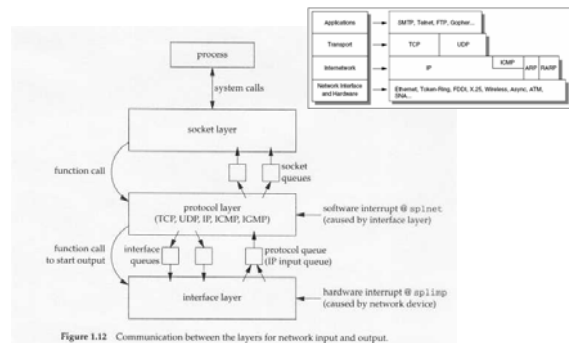 Applications
SMTP, Telnet, FTP, Gopher...
Transport
TCP
UDP
Internetwork
IP
ICMP
ARP
RARP
Network Interface
and Hardware
Ethernet, Token-Ring, FDDI, X.25, Wireless, Async, ATM,
SNA...
process
system calls
socket layer
function call
socket
queues
protocol layer
(TCP, UDP, IP, ICMP, IGMP)
software interrupt @ splnet
(caused by interface layer)
function call
to start output
interface
queues
protocol queue
(IP input queue)
interface layer
hardware interrupt @ splimp
(caused by network device)
Figure 1.12 Communication between the layers for network input and output.